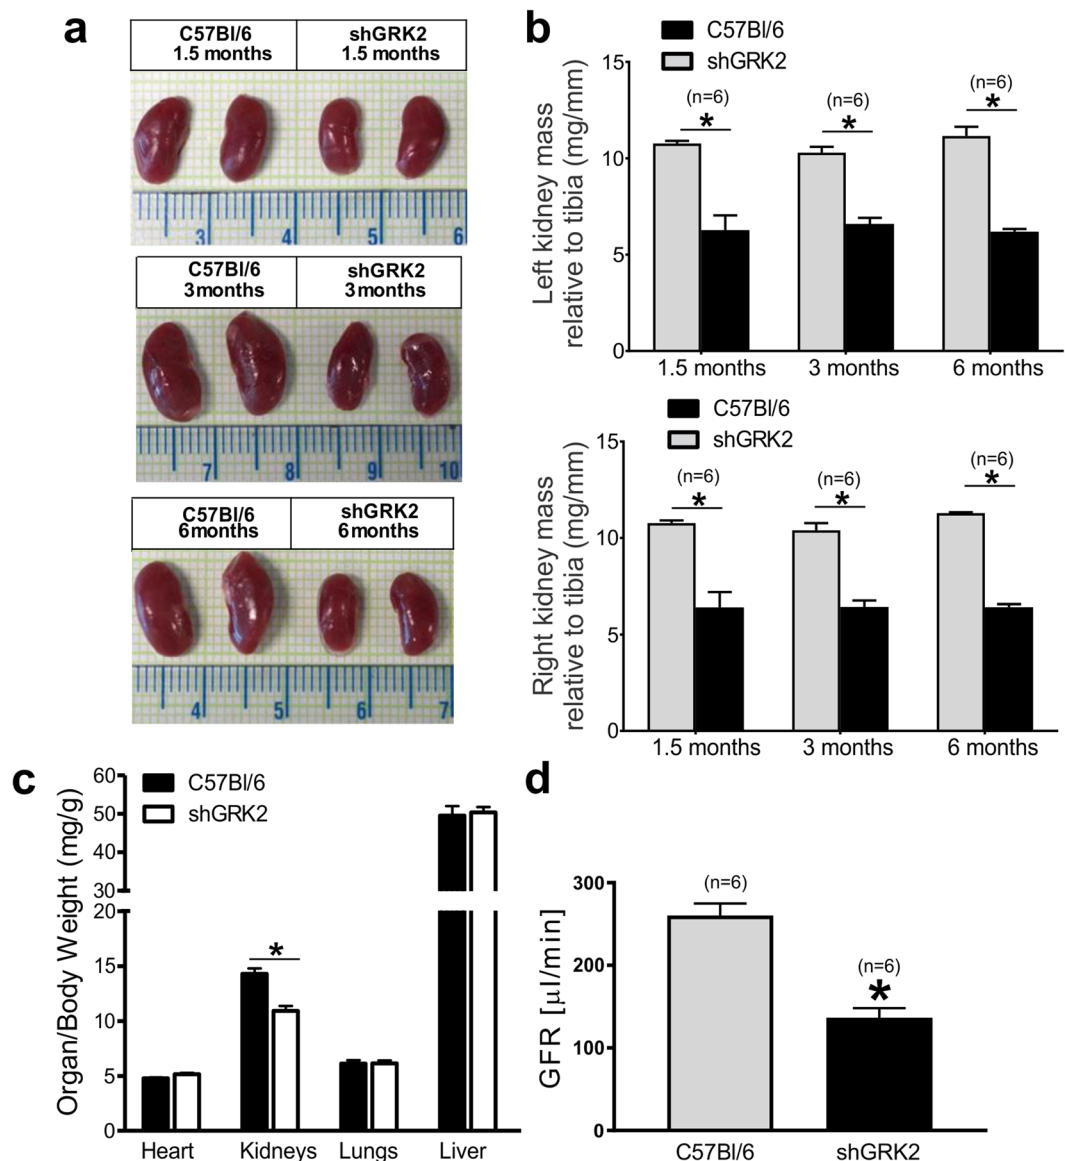 a
C57Bl/6
1.5 months
shGRK2
1.5 months
3 4 5 6
C57Bl/6
3months
shGRK2
3months
7 8 9 10
C57Bl/6
6months
shGRK2
6months
4 5 6 7
b
C57Bl/6
shGRK2
Left kidney mass
relative to tibia (mg/mm)
15
10
5
0
(n=6) (n=6) (n=6)
* * *
1.5 months 3 months 6 months
C57Bl/6
shGRK2
Right kidney mass
relative to tibia (mg/mm)
15
10
5
0
(n=6) (n=6) (n=6)
* * *
1.5 months 3 months 6 months
c
C57Bl/6
shGRK2
Organ/Body Weight (mg/g)
60
50
40
30
20
15
10
5
0
*
Heart Kidneys Lungs Liver
d
GFR [µl/min]
300
200
100
0
(n=6)
(n=6)
*
C57Bl/6 shGRK2